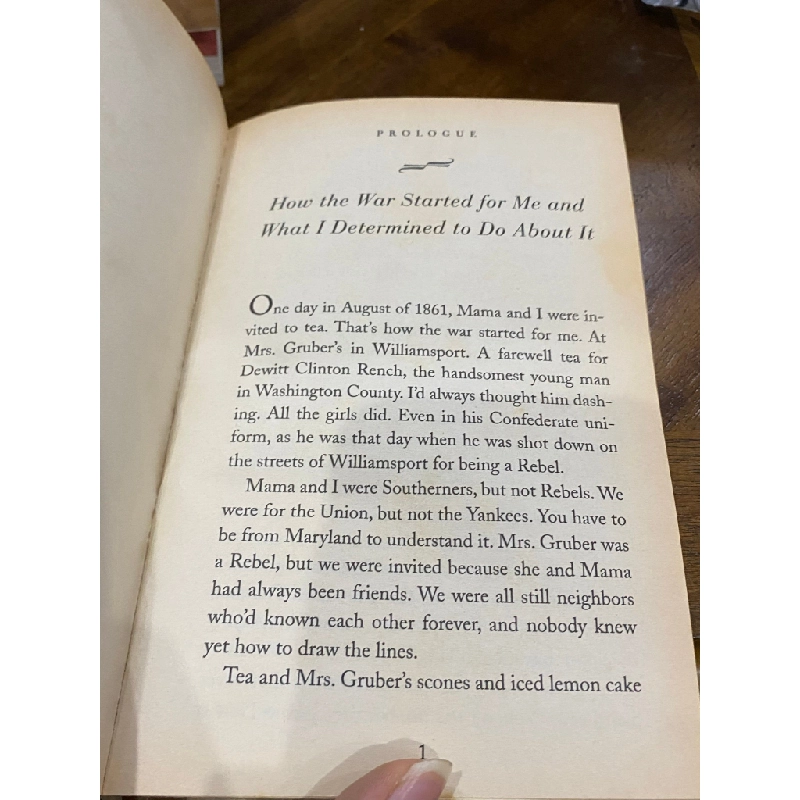 PROLOGUE
How the War Started for Me and
What I Determined to Do About It
One day in August of 1861, Mama and I were in-
vited to tea. That's how the war started for me. At
Mrs. Gruber's in Williamsport. A farewell tea for
Dewitt Clinton Rench, the handsomest young man
in Washington County. I'd always thought him dash-
ing. All the girls did. Even in his Confederate uni-
form, as he was that day when he was shot down on
the streets of Williamsport for being a Rebel.
Mama and I were Southerners, but not Rebels. We
were for the Union, but not the Yankees. You have to
be from Maryland to understand it. Mrs. Gruber was
a Rebel, but we were invited because she and Mama
had always been friends. We were all still neighbors
who'd known each other forever, and nobody knew
yet how to draw the lines.
Tea and Mrs. Gruber's scones and iced lemon cake
1